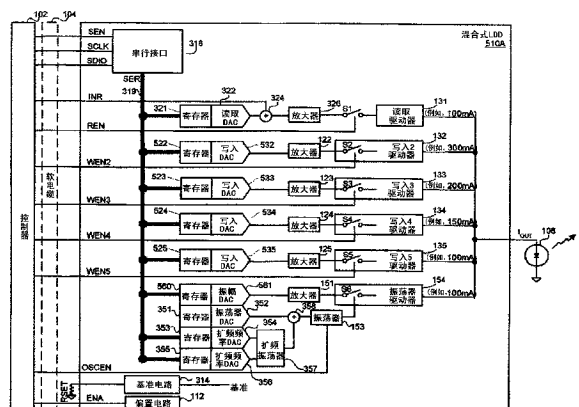 102
104
混合式LDD
510A
SEN
SCLK
SDIO
串行接口
316
SER
319
INR
322
324
321
寄存器
读取
DAC
放大器
326
S1
读取
驱动器
131
(例如, 100mA)
REN
522
寄存器
写入
DAC
532
放大器
122
S2
写入2
驱动器
132
(例如, 300mA)
WEN2
523
寄存器
写入
DAC
533
放大器
123
S3
写入3
驱动器
133
(例如, 200mA)
WEN3
524
寄存器
写入
DAC
534
放大器
124
S4
写入4
驱动器
134
(例如, 150mA)
WEN4
525
寄存器
写入
DAC
535
放大器
125
S5
写入5
驱动器
135
(例如, 100mA)
WEN5
控制器
软电缆
IOUT
106
560
寄存器
振幅
DAC
561
放大器
151
S6
振荡器
驱动器
154
(例如, 100mA)
351
寄存器
振荡器
DAC
352
358
振荡器
153
353
寄存器
扩频频
率DAC
354
扩频
振荡器
357
355
寄存器
扩频频
率DAC
356
OSCEN
RSET
基准电路
314
基准
ENA
偏置电路
112